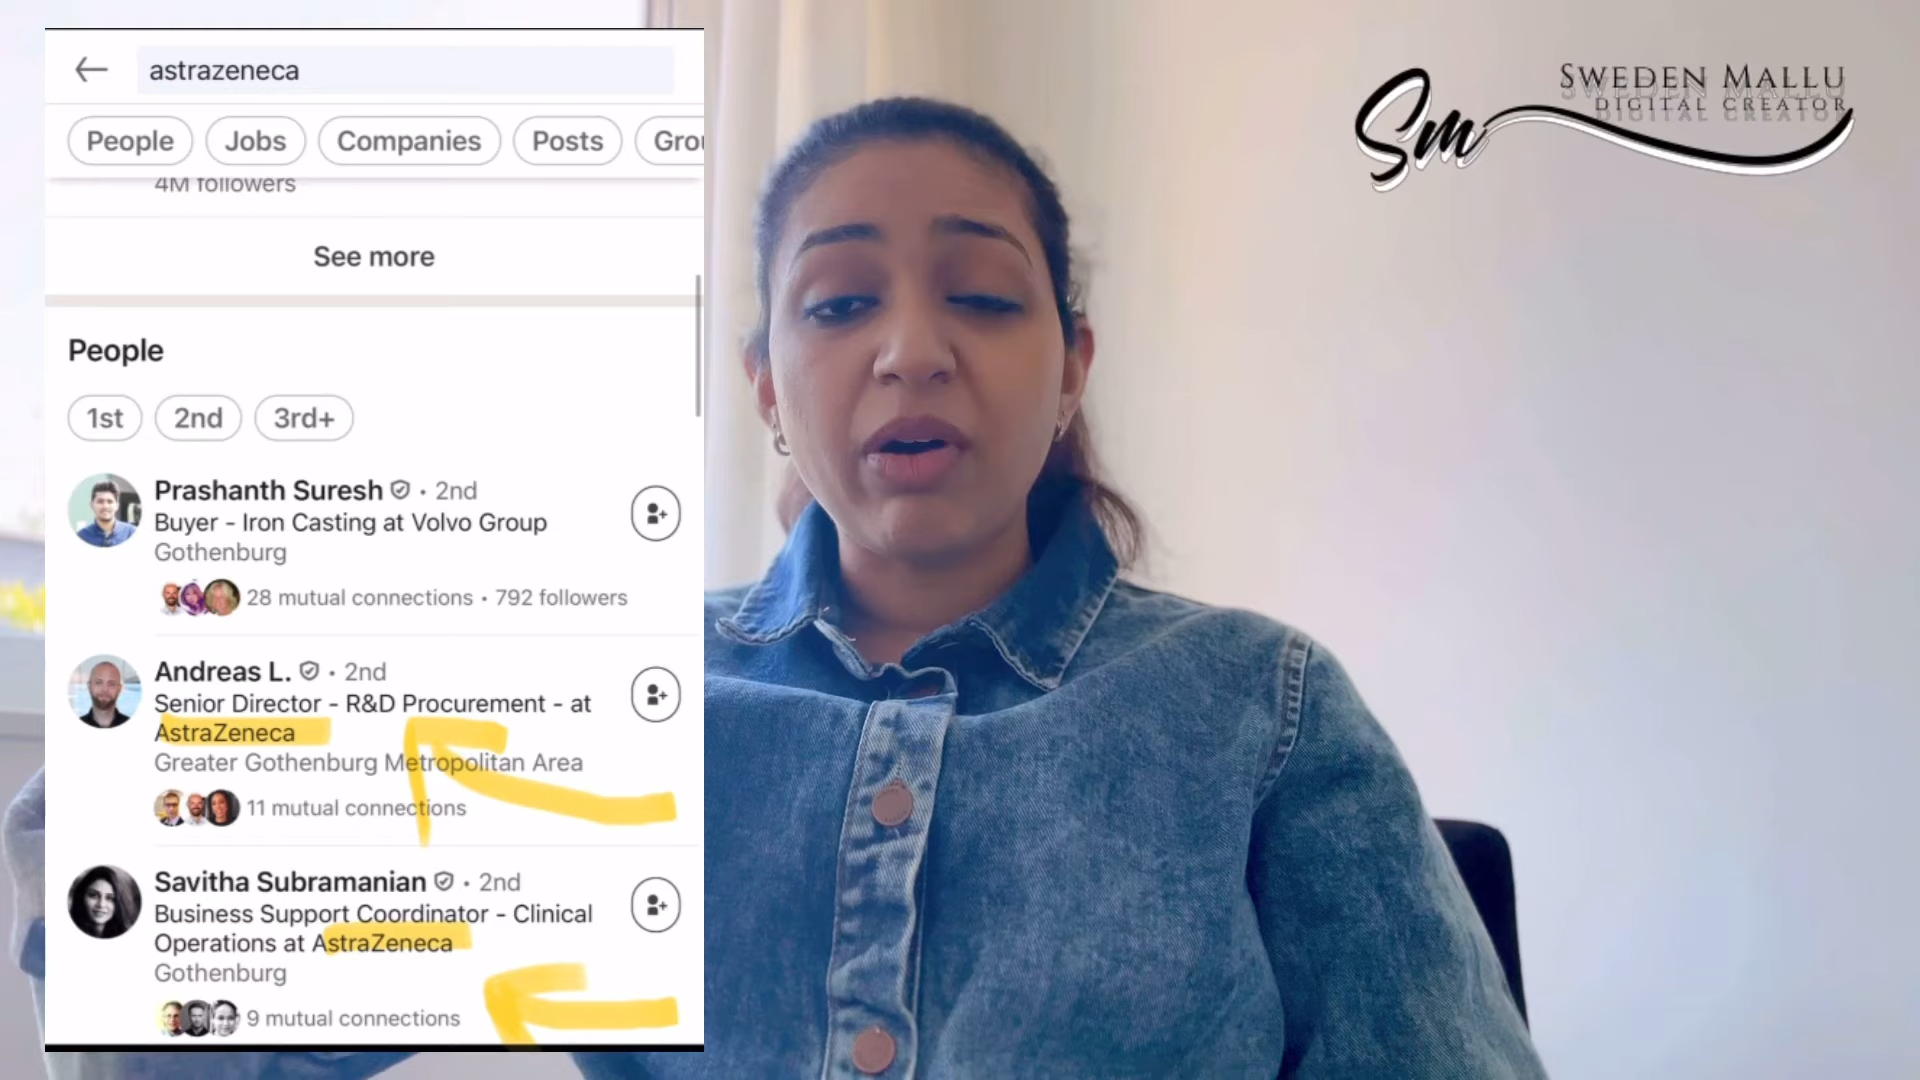 astrazeneca
People
Jobs
Companies
Posts
4M followers
See more
People
1st
2nd
3rd+
Prashanth Suresh • 2nd
Buyer - Iron Casting at Volvo Group
Gothenburg
28 mutual connections • 792 followers
Andreas L. • 2nd
Senior Director - R&D Procurement - at
AstraZeneca
Greater Gothenburg Metropolitan Area
11 mutual connections
Savitha Subramanian • 2nd
Business Support Coordinator - Clinical
Operations at AstraZeneca
Gothenburg
9 mutual connections
Sm
SWEDEN MALLU
DIGITAL CREATOR